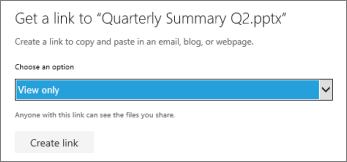 Get a link to “Quarterly Summary Q2.pptx”
Create a link to copy and paste in an email, blog, or webpage.
Choose an option
View only
Anyone with this link can see the files you share.
Create link